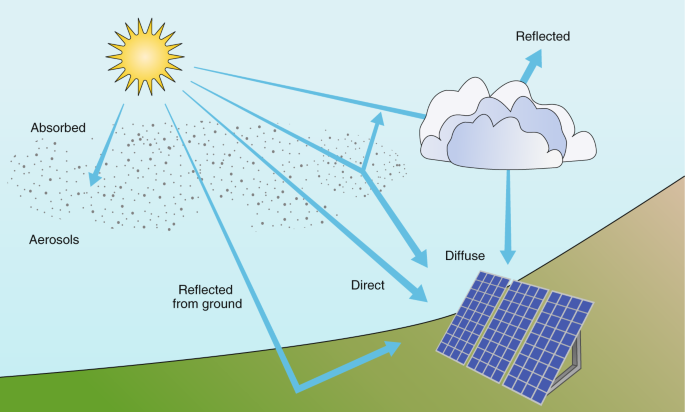 Reflected
Absorbed
Aerosols
Diffuse
Direct
Reflected
from ground